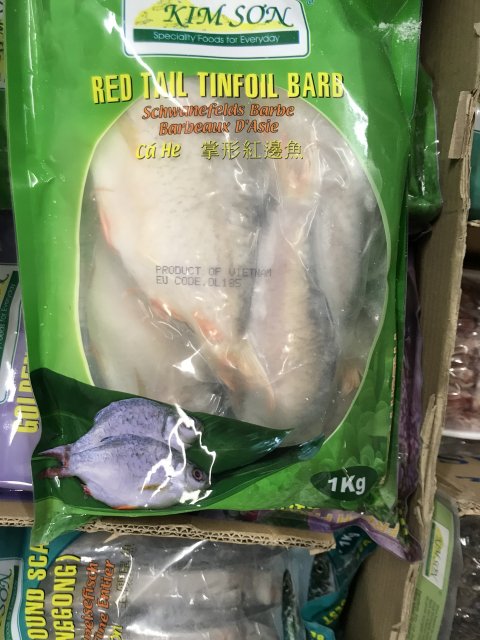 KIM SON
Speciality Foods for Everyday
RED TAIL TINFOIL BARB
Schwanefelds Barbe
Barbeaux D'Asie
Cá He 掌形紅邊魚
PRODUCT OF VIETNAM
EU CODE.DL185
1Kg